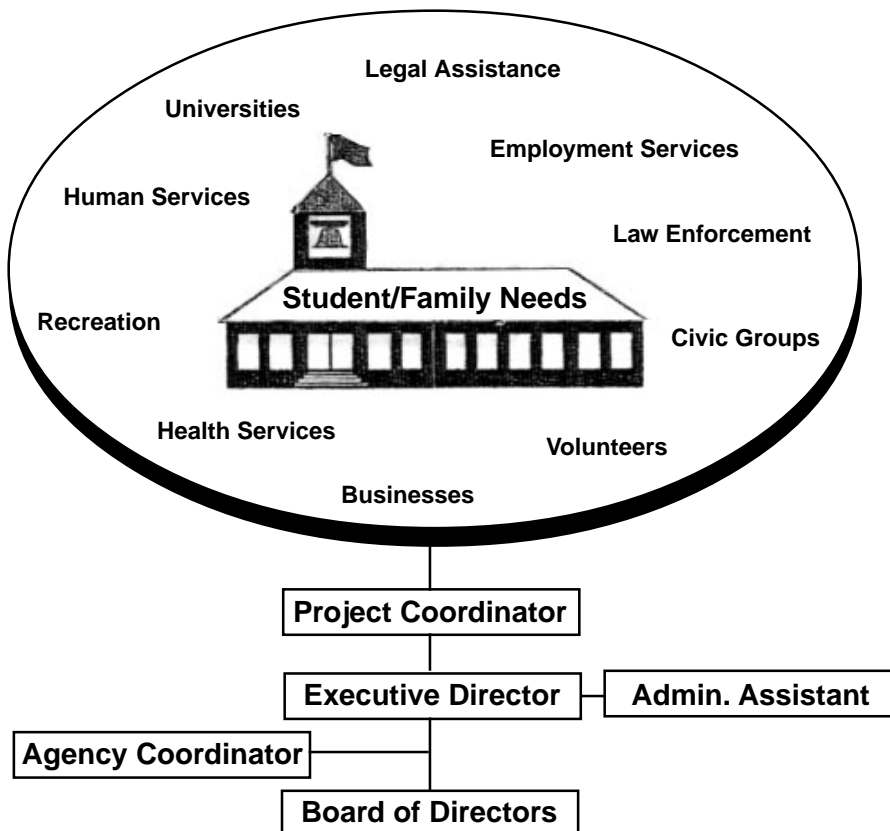 Legal Assistance
Universities
Employment Services
Human Services
Law Enforcement
Student/Family Needs
Recreation
Civic Groups
Health Services
Volunteers
Businesses
Project Coordinator
Executive Director
Admin. Assistant
Agency Coordinator
Board of Directors